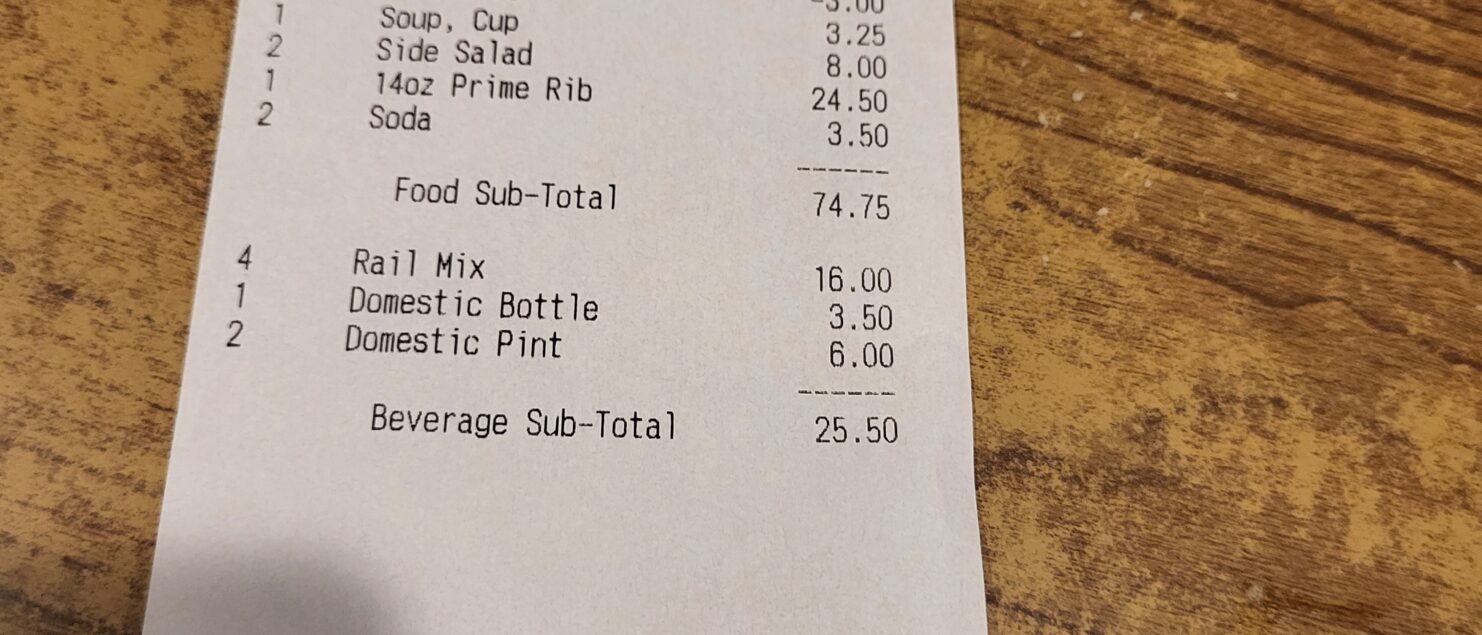 -3.00
1 Soup, Cup 3.25
2 Side Salad 8.00
1 14oz Prime Rib 24.50
2 Soda 3.50
------
Food Sub-Total 74.75
4 Rail Mix 16.00
1 Domestic Bottle 3.50
2 Domestic Pint 6.00
------
Beverage Sub-Total 25.50